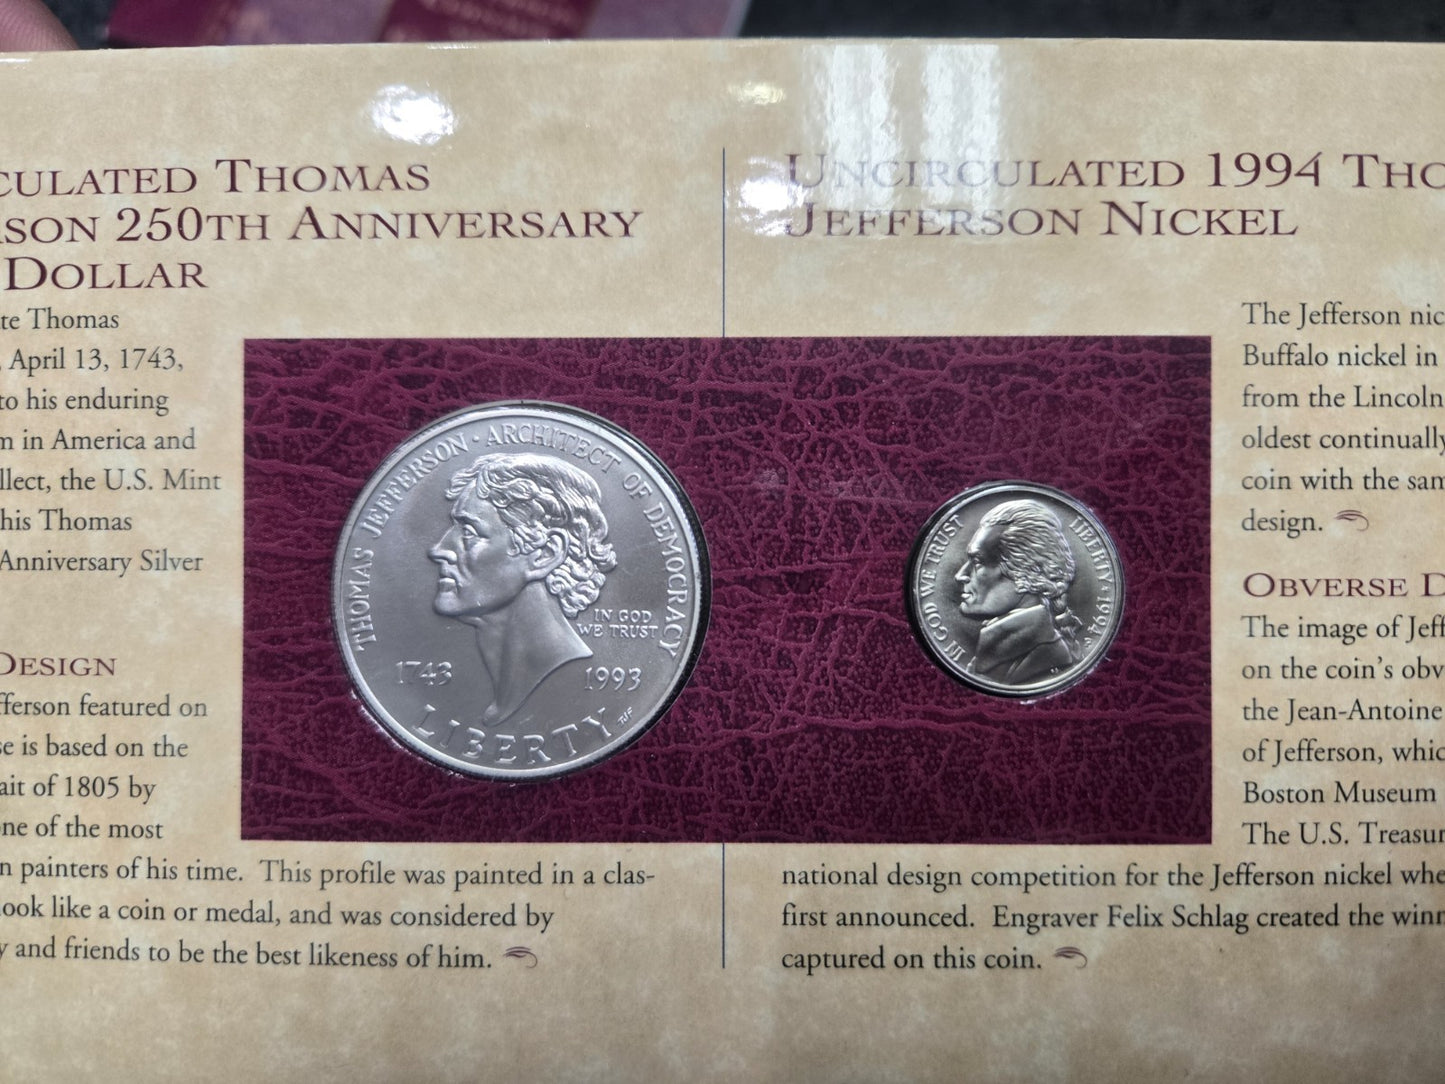 CULATED THOMAS
SON 250TH ANNIVERSARY
DOLLAR
te Thomas
, April 13, 1743,
to his enduring
m in America and
llect, the U.S. Mint
his Thomas
Anniversary Silver
DESIGN
fferson featured on
se is based on the
ait of 1805 by
one of the most
n painters of his time. This profile was painted in a clas-
look like a coin or medal, and was considered by
y and friends to be the best likeness of him.
THOMAS JEFFERSON · ARCHITECT OF DEMOCRACY
IN GOD
WE TRUST
1743 1993
LIBERTY
TJF
UNCIRCULATED 1994 THO
JEFFERSON NICKEL
The Jefferson nic
Buffalo nickel in
from the Lincoln
oldest continually
coin with the sam
design.
OBVERSE D
The image of Jeff
on the coin's obv
the Jean-Antoine
of Jefferson, whic
Boston Museum
The U.S. Treasur
national design competition for the Jefferson nickel whe
first announced. Engraver Felix Schlag created the winn
captured on this coin.
IN GOD WE TRUST
LIBERTY ★ 1994
P